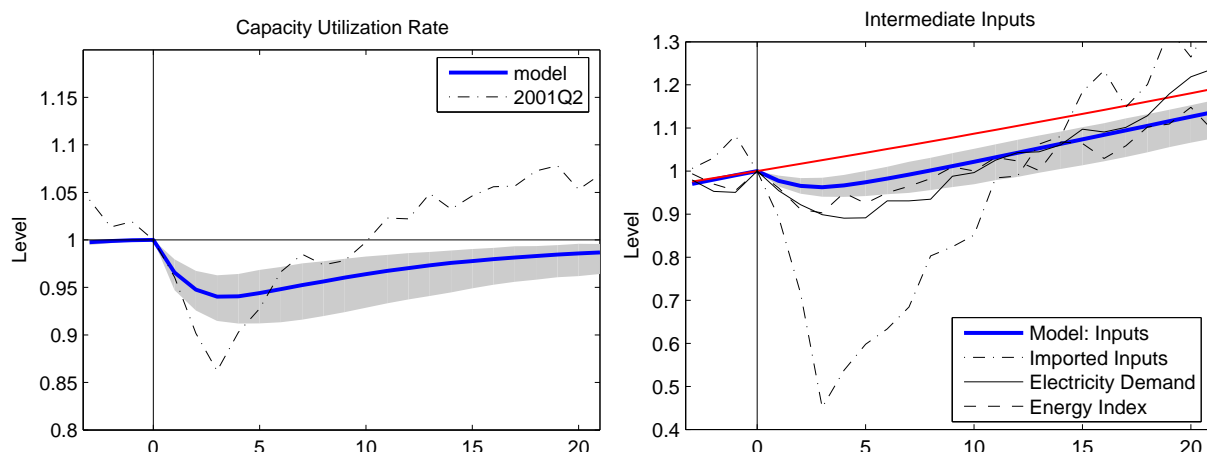 Capacity Utilization Rate
Level
1.15
1.1
1.05
1
0.95
0.9
0.85
0.8
0
5
10
15
20
model
2001Q2
Intermediate Inputs
Level
1.3
1.2
1.1
1
0.9
0.8
0.7
0.6
0.5
0.4
0
5
10
15
20
Model: Inputs
Imported Inputs
Electricity Demand
Energy Index